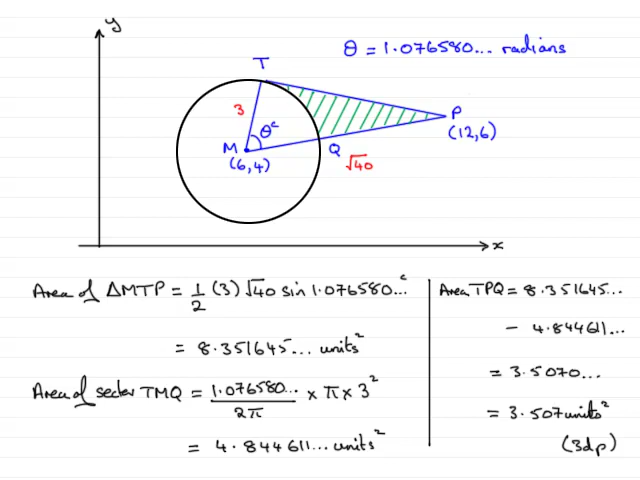 y
θ = 1.076580... radians
T
3
P
(12,6)
θᶜ
M
(6,4)
Q
√40
x
Area of ΔMTP = 1/2 (3) √40 sin 1.076580...ᶜ
= 8.351645... units²
Area of sector TMQ = 1.076580.../2π × π × 3²
= 4.844611... units²
Area TPQ = 8.351645...
- 4.844611...
= 3.5070...
= 3.507 units²
(3dp)